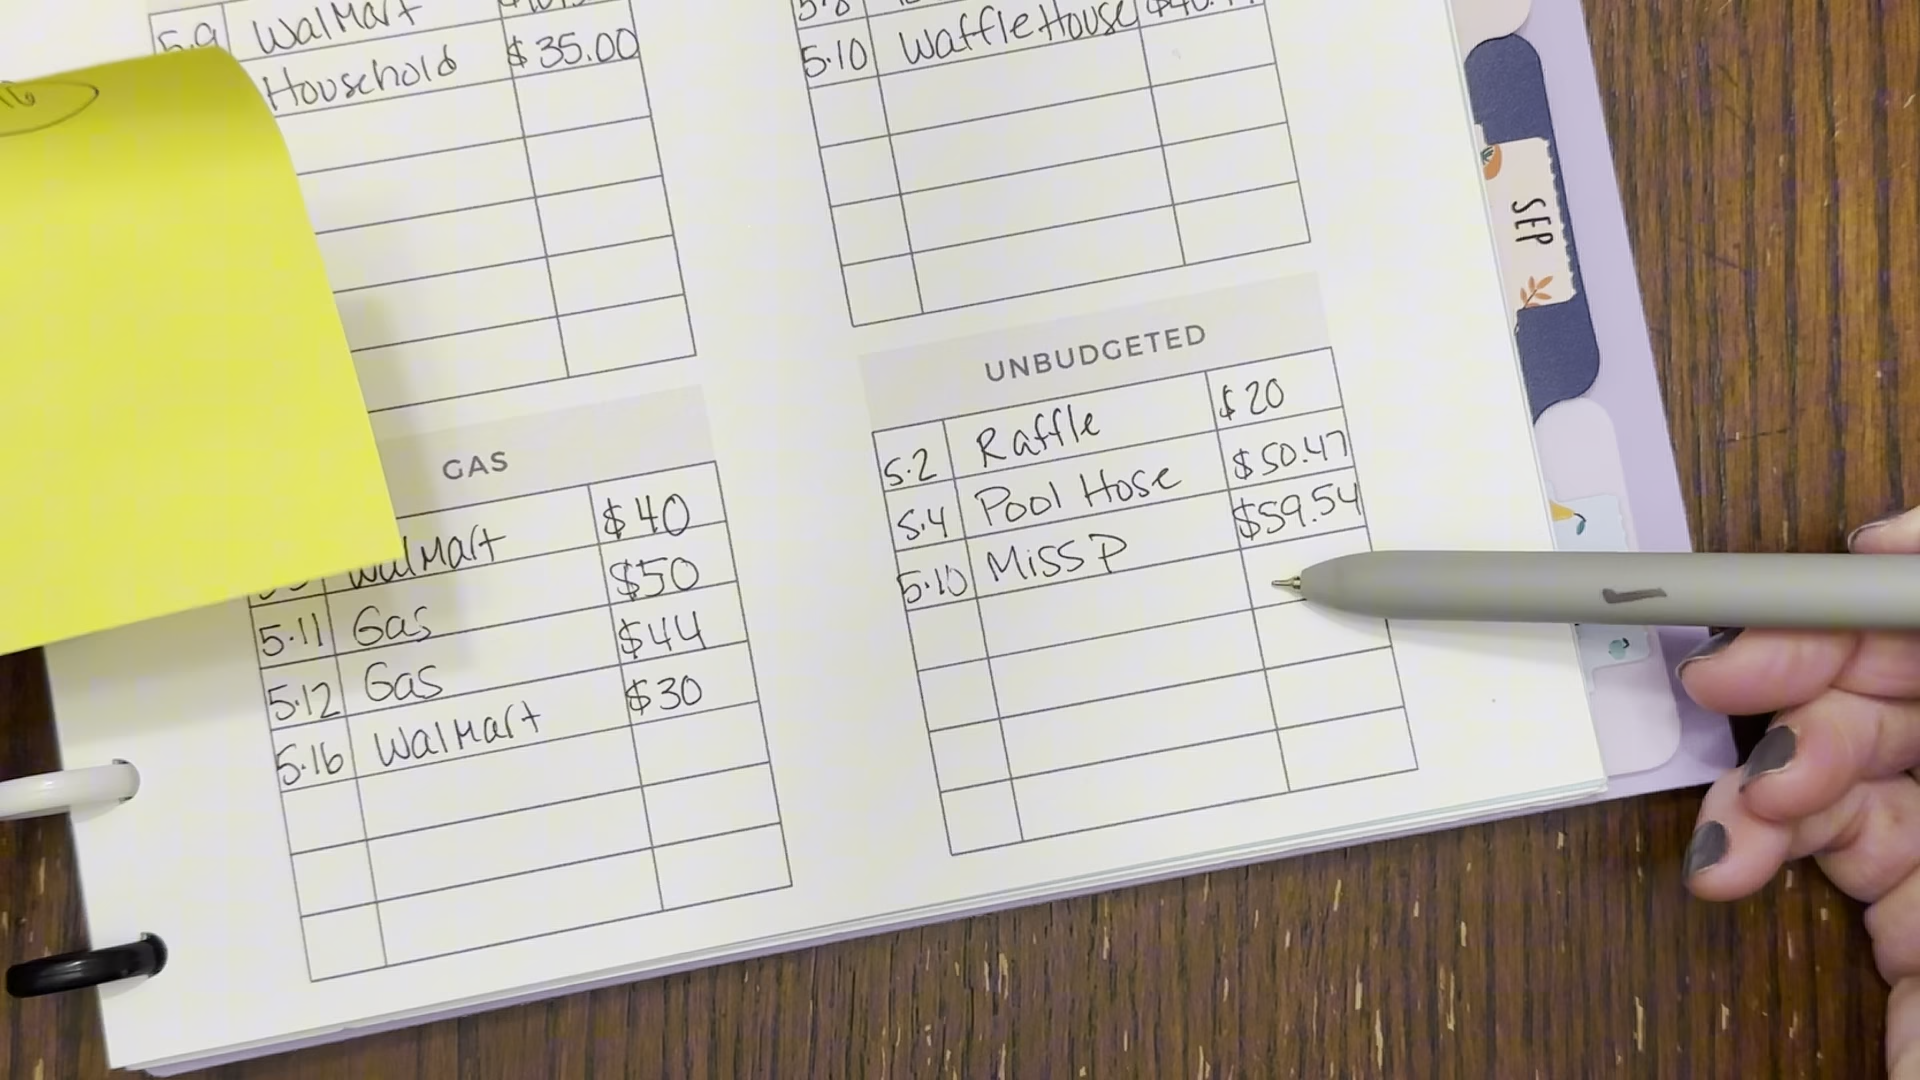 5.9 Walmart
Household $35.00
5.10 Waffle House
GAS
Walmart $40
5.11 Gas $50
5.12 Gas $44
5.16 Walmart $30
UNBUDGETED
5.2 Raffle $20
5.4 Pool Hose $50.47
5.10 Miss P $59.54
SEP